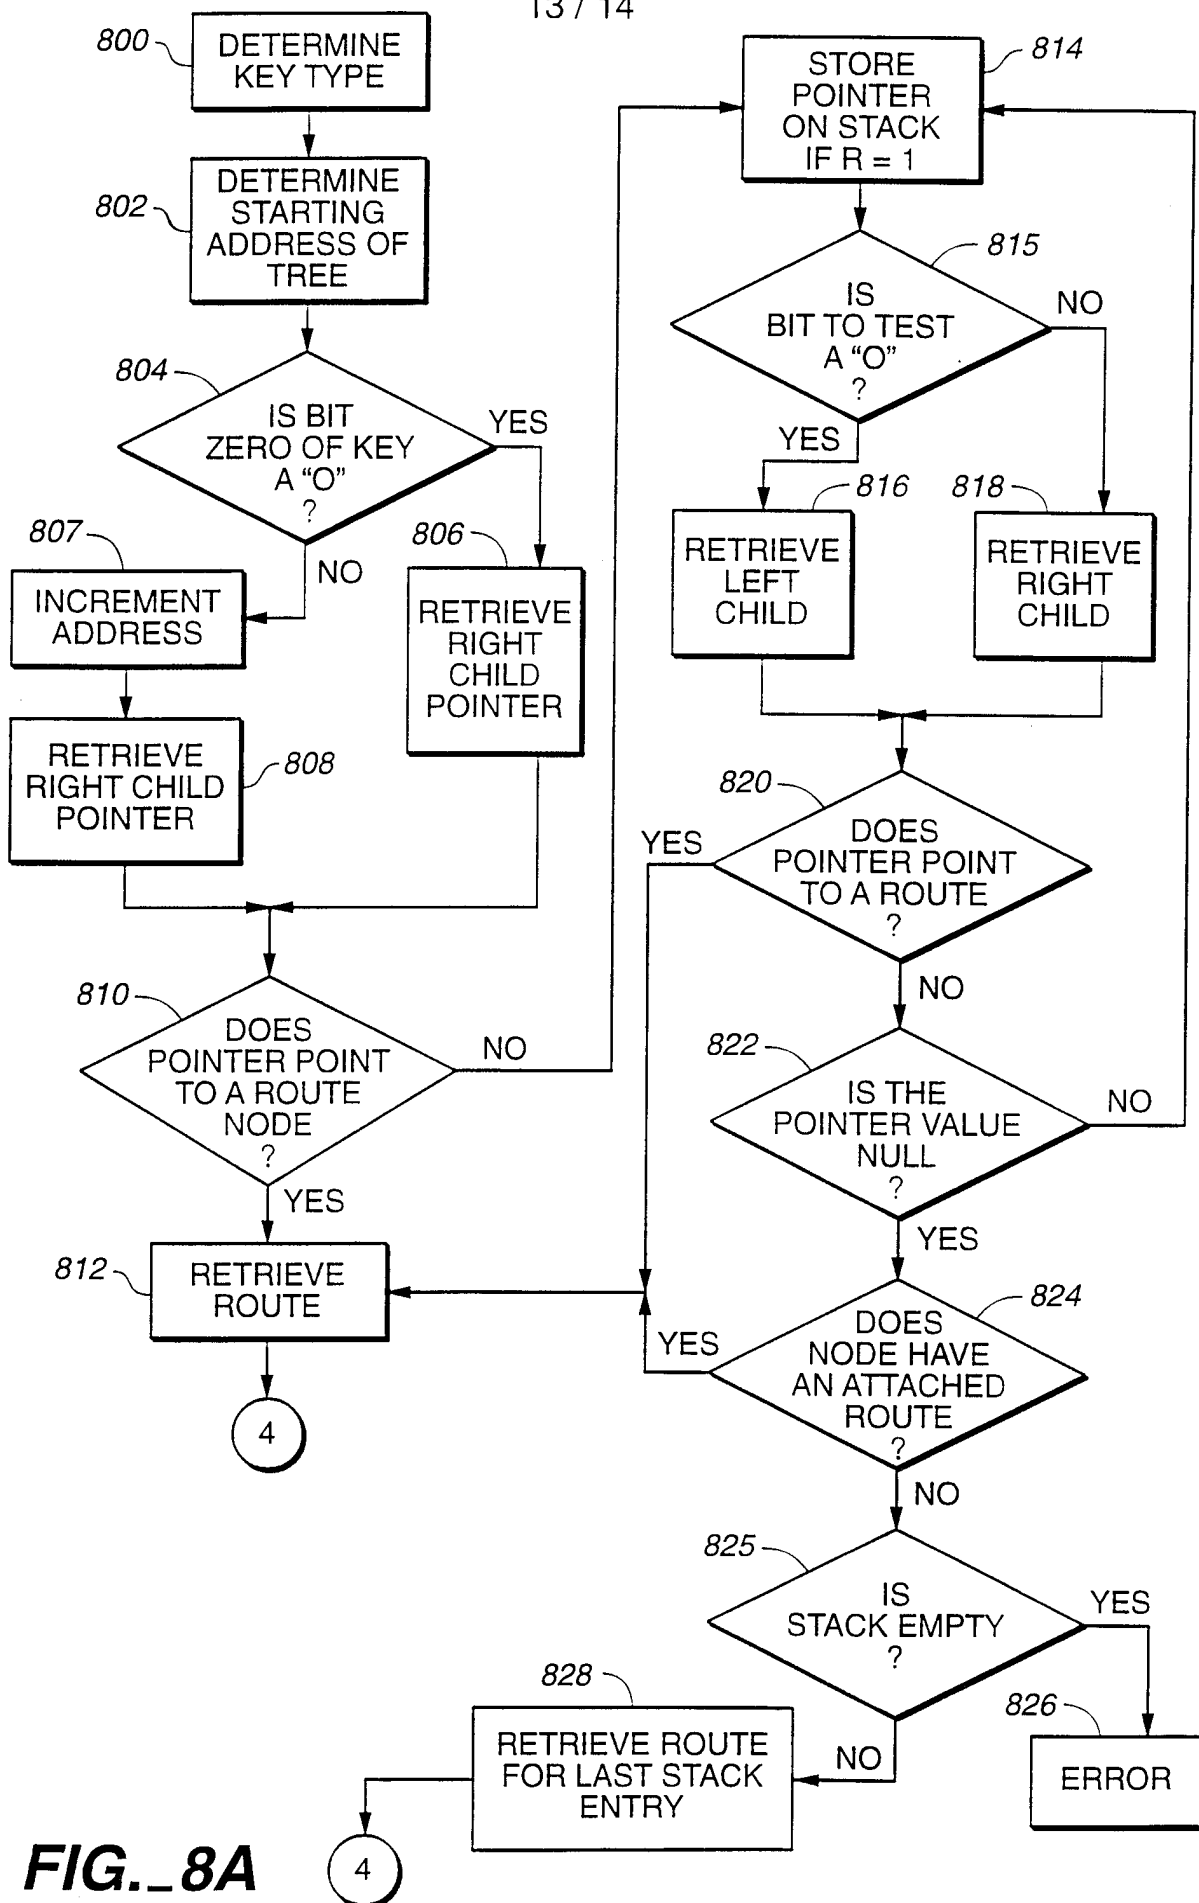 13 / 14
800
DETERMINE
KEY TYPE
802
DETERMINE
STARTING
ADDRESS OF
TREE
804
IS BIT
ZERO OF KEY
A “O”
?
YES
NO
807
INCREMENT
ADDRESS
806
RETRIEVE
RIGHT
CHILD
POINTER
RETRIEVE
RIGHT CHILD
POINTER
808
810
DOES
POINTER POINT
TO A ROUTE
NODE
?
NO
YES
812
RETRIEVE
ROUTE
4
814
STORE
POINTER
ON STACK
IF R = 1
815
IS
BIT TO TEST
A “O”
?
NO
YES
816
RETRIEVE
LEFT
CHILD
818
RETRIEVE
RIGHT
CHILD
820
DOES
POINTER POINT
TO A ROUTE
?
YES
NO
822
IS THE
POINTER VALUE
NULL
?
NO
YES
824
DOES
NODE HAVE
AN ATTACHED
ROUTE
?
YES
NO
825
IS
STACK EMPTY
?
YES
NO
826
ERROR
828
RETRIEVE ROUTE
FOR LAST STACK
ENTRY
4
FIG._8A